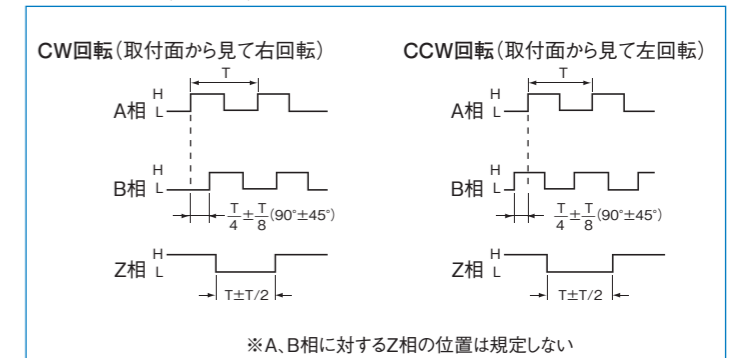 CW回転(取付面から見て右回転)
T
A相 H L
B相 H L
T/4±T/8(90°±45°)
Z相 H L
T±T/2
CCW回転(取付面から見て左回転)
T
A相 H L
B相 H L
T/4±T/8(90°±45°)
Z相 H L
T±T/2
※A、B相に対するZ相の位置は規定しない